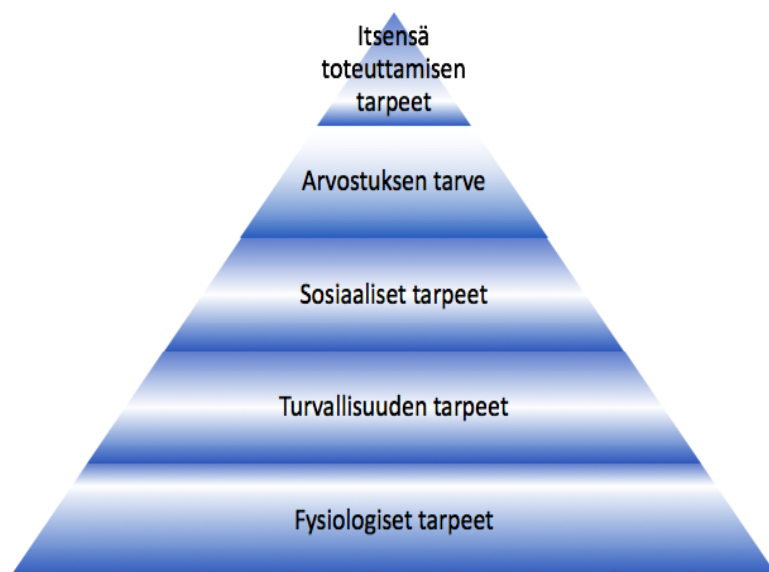 Itsensä
toteuttamisen
tarpeet
Arvostuksen tarve
Sosiaaliset tarpeet
Turvallisuuden tarpeet
Fysiologiset tarpeet